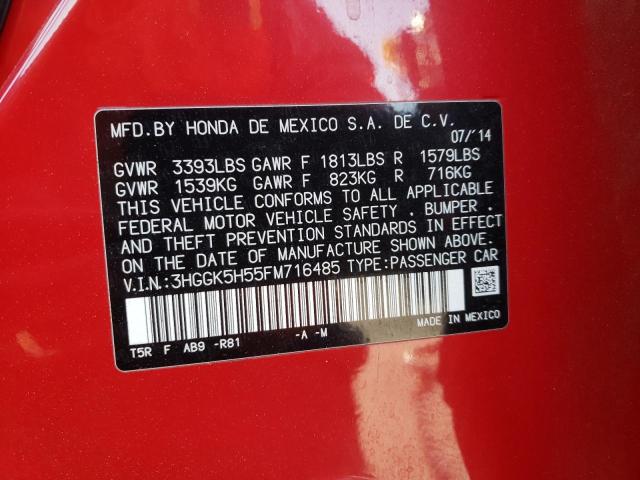 MFD.BY HONDA DE MEXICO S.A. DE C.V.
07/'14
GVWR 3393LBS GAWR F 1813LBS R 1579LBS
GVWR 1539KG GAWR F 823KG R 716KG
THIS VEHICLE CONFORMS TO ALL APPLICABLE
FEDERAL MOTOR VEHICLE SAFETY . BUMPER .
AND THEFT PREVENTION STANDARDS IN EFFECT
ON THE DATE OF MANUFACTURE SHOWN ABOVE.
V.I.N.:3HGGK5H55FM716485 TYPE:PASSENGER CAR
T5R F AB9 -R81 -A -M MADE IN MEXICO